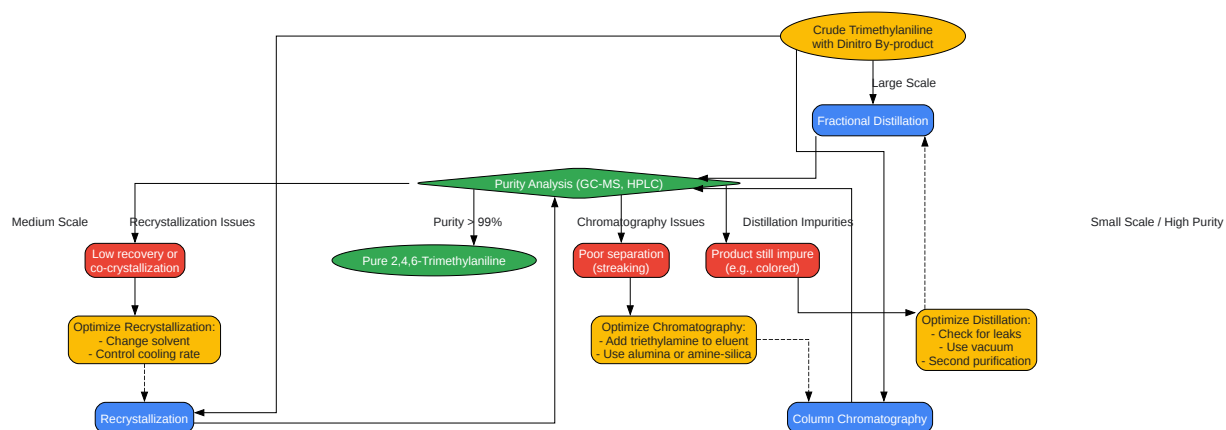 Crude Trimethylaniline
with Dinitro By-product
Large Scale
Fractional Distillation
Purity Analysis (GC-MS, HPLC)
Medium Scale
Recrystallization Issues
Purity > 99%
Chromatography Issues
Distillation Impurities
Small Scale / High Purity
Low recovery or
co-crystallization
Pure 2,4,6-Trimethylaniline
Poor separation
(streaking)
Product still impure
(e.g., colored)
Optimize Recrystallization:
- Change solvent
- Control cooling rate
Optimize Chromatography:
- Add triethylamine to eluent
- Use alumina or amine-silica
Optimize Distillation:
- Check for leaks
- Use vacuum
- Second purification
Recrystallization
Column Chromatography